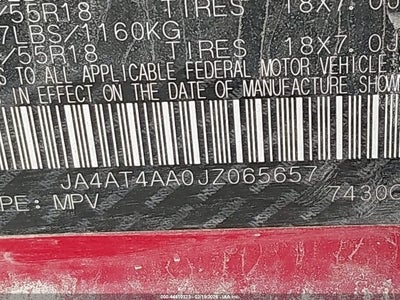 /55R18 TIRES 18X7.0J
7LBS/1160KG
/55R18 TIRES 18X7.0J
TO ALL APPLICABLE FEDERAL MOTOR VEHICLE
IN EFFECT ON THE DATE OF MANUFACTURE SHOWN
JA4AT4AA0JZ065657
PE: MPV 7430